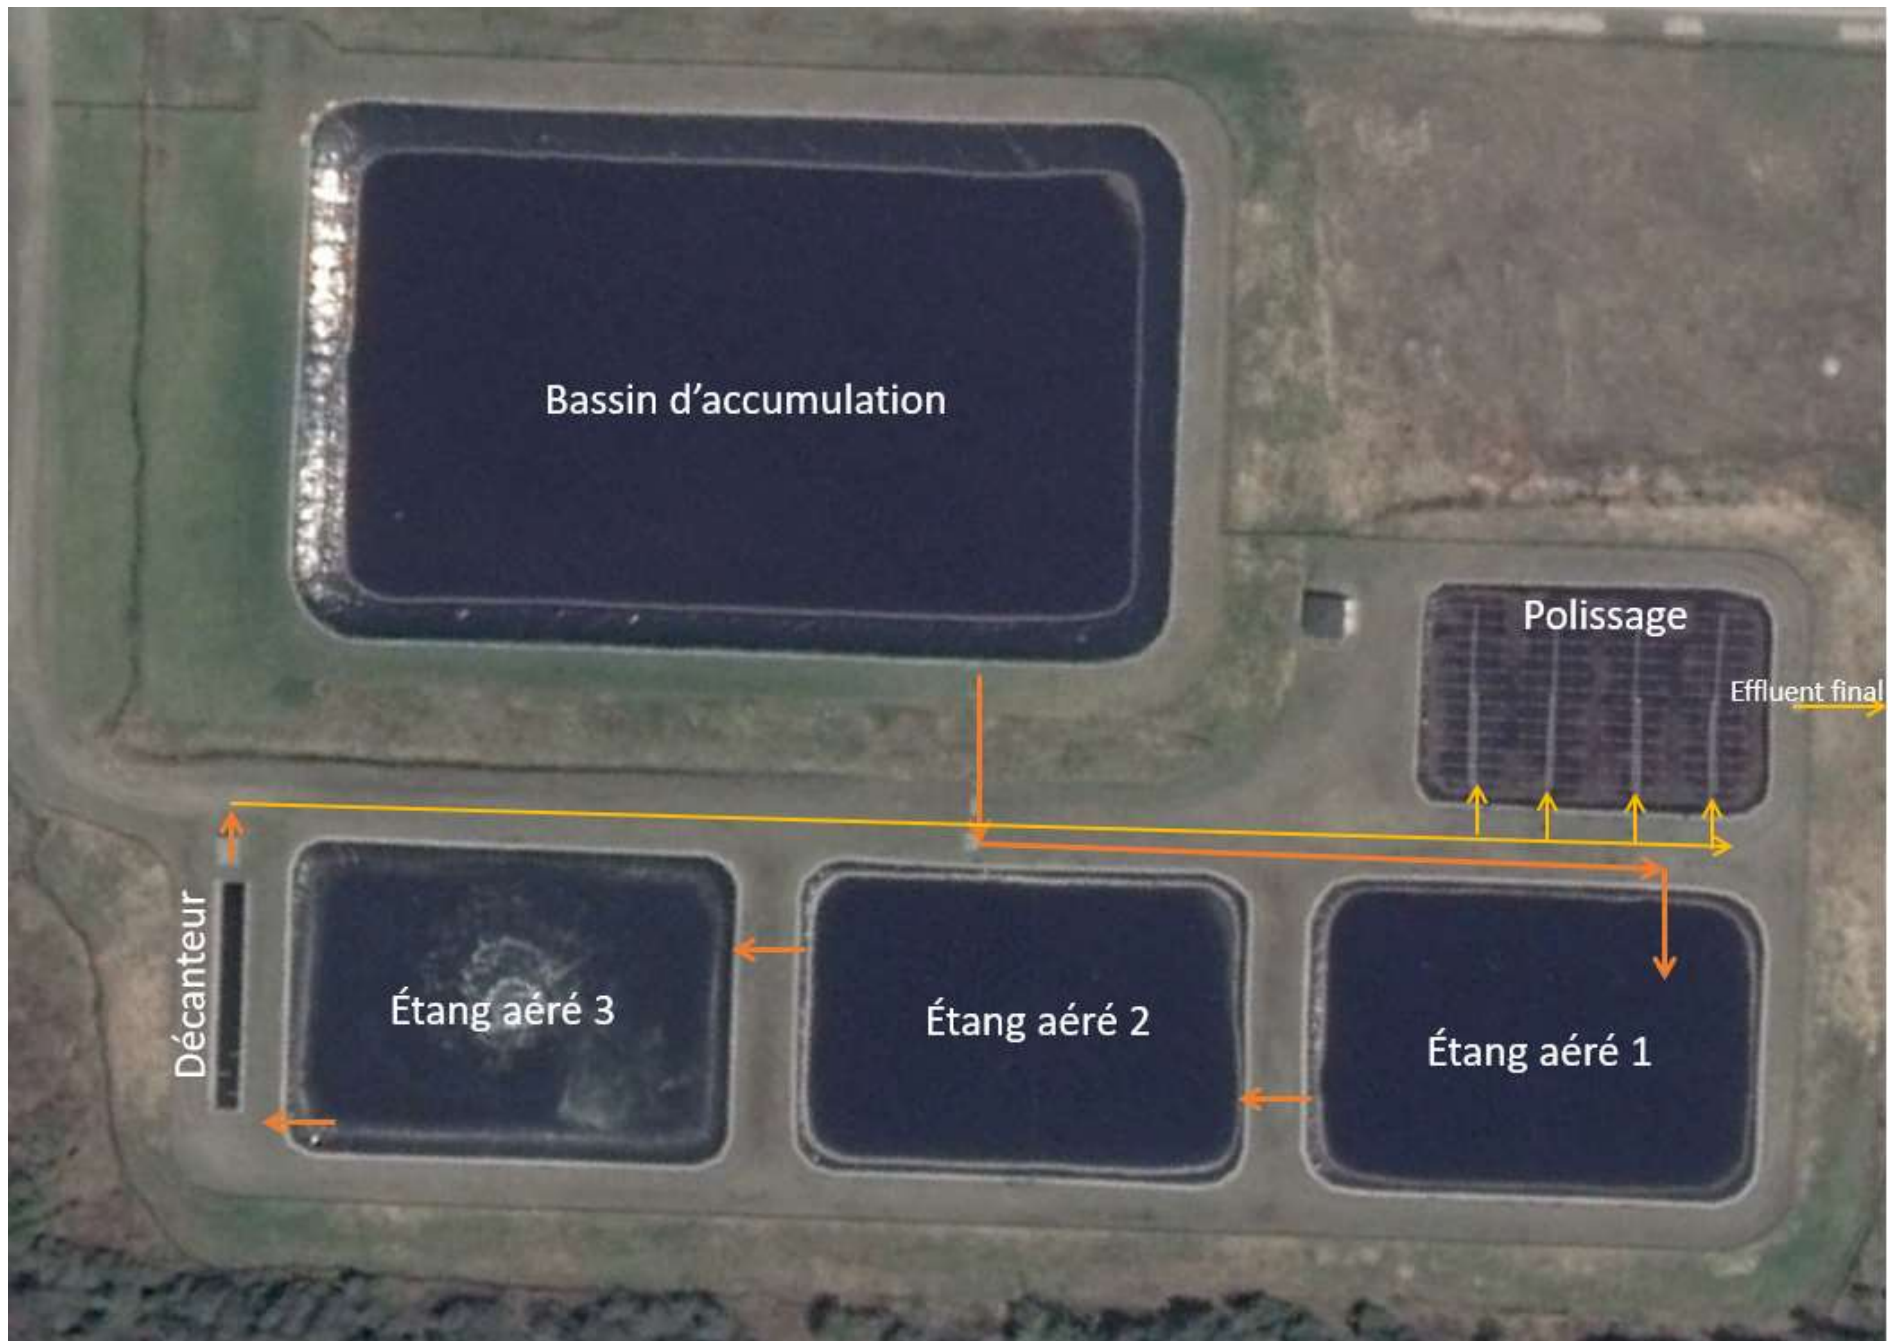 Bassin d’accumulation
Polissage
Effluent final
Décanteur
Étang aéré 3
Étang aéré 2
Étang aéré 1